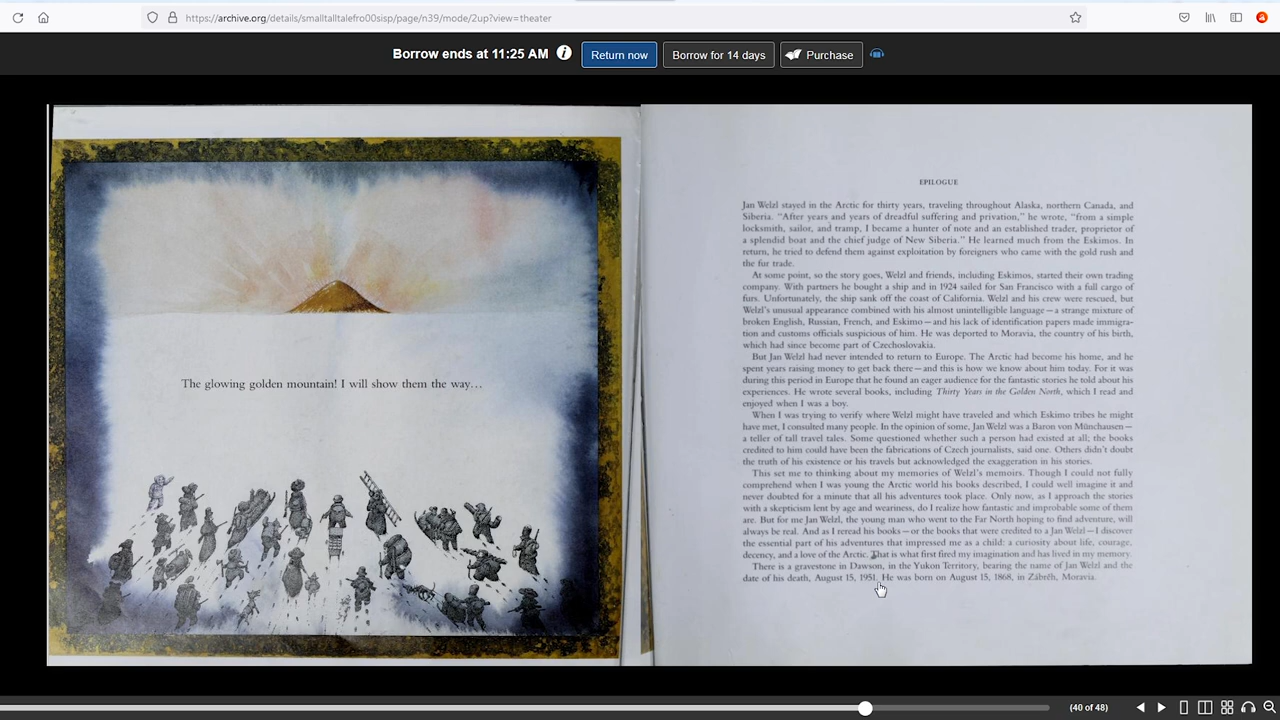 https://archive.org/details/smalltalltalefro00sisp/page/n39/mode/2up?view=theater
Borrow ends at 11:25 AM
Return now
Borrow for 14 days
Purchase
The glowing golden mountain! I will show them the way…
EPILOGUE
Jan Welzl stayed in the Arctic for thirty years, traveling throughout Alaska, northern Canada, and
Siberia. “After years and years of dreadful suffering and privation,” he wrote, “from a simple
locksmith, sailor, and tramp, I became a hunter of note and an established trader, proprietor of
a splendid boat and the chief judge of New Siberia.” He learned much from the Eskimos. In
return, he tried to defend them against exploitation by foreigners who came with the gold rush and
the fur trade.
At some point, so the story goes, Welzl and friends, including Eskimos, started their own trading
company. With partners he bought a ship and in 1924 sailed for San Francisco with a full cargo of
furs. Unfortunately, the ship sank off the coast of California. Welzl and his crew were rescued, but
Welzl’s unusual appearance combined with his almost unintelligible language—a strange mixture of
broken English, Russian, French, and Eskimo—and his lack of identification papers made immigra-
tion and customs officials suspicious of him. He was deported to Moravia, the country of his birth,
which had since become part of Czechoslovakia.
But Jan Welzl had never intended to return to Europe. The Arctic had become his home, and he
spent years raising money to get back there—and this is how we know about him today. For it was
during this period in Europe that he found an eager audience for the fantastic stories he told about his
experiences. He wrote several books, including Thirty Years in the Golden North, which I read and
enjoyed when I was a boy.
When I was trying to verify where Welzl might have traveled and which Eskimo tribes he might
have met, I consulted many people. In the opinion of some, Jan Welzl was a Baron von Münchausen—
a teller of tall travel tales. Some questioned whether such a person had existed at all; the books
credited to him could have been the fabrications of Czech journalists, said one. Others didn’t doubt
the truth of his existence or his travels but acknowledged the exaggeration in his stories.
This set me to thinking about my memories of Welzl’s memoirs. Though I could not fully
comprehend when I was young the Arctic world his books described, I could well imagine it and
never doubted for a minute that all his adventures took place. Only now, as I approach the stories
with a skepticism lent by age and weariness, do I realize how fantastic and improbable some of them
are. But for me Jan Welzl, the young man who went to the Far North hoping to find adventure, will
always be real. And as I reread his books—or the books that were credited to a Jan Welzl—I discover
the essential part of his adventures that impressed me as a child: a curiosity about life, courage,
decency, and a love of the Arctic. That is what first fired my imagination and has lived in my memory.
There is a gravestone in Dawson, in the Yukon Territory, bearing the name of Jan Welzl and the
date of his death, August 15, 1951. He was born on August 15, 1868, in Zábřeh, Moravia.
(40 of 48)